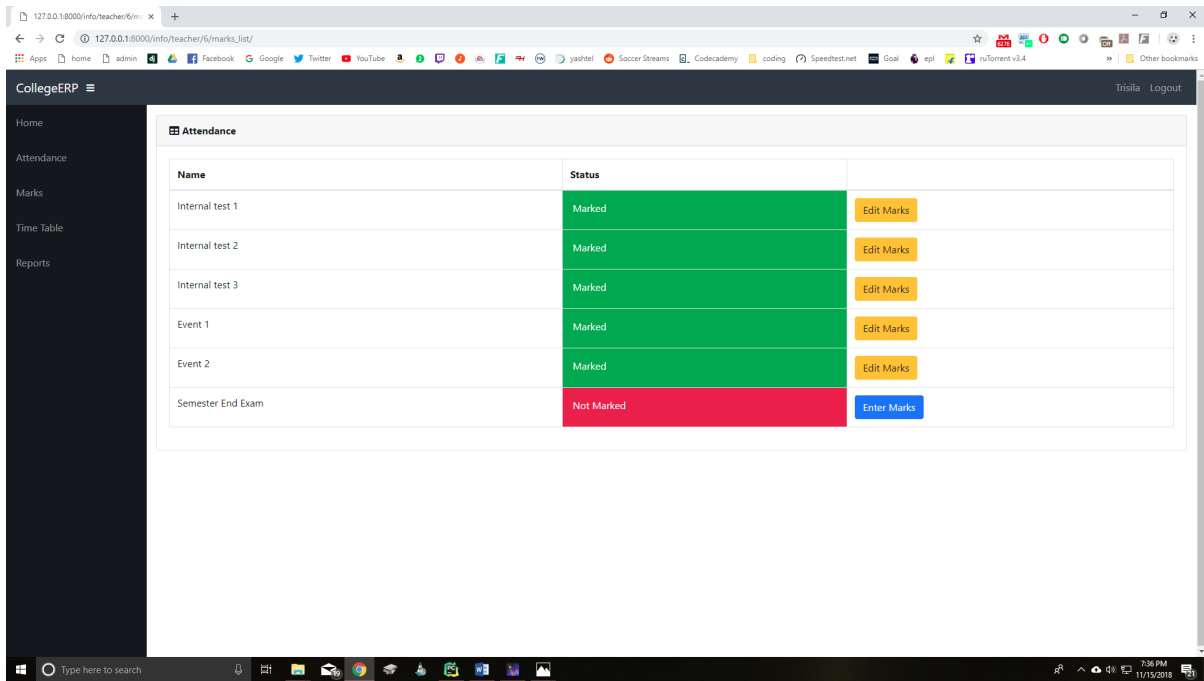 127.0.0.1:8000/info/teacher/6/m
127.0.0.1:8000/info/teacher/6/marks_list/
Apps home admin dj Facebook Google Twitter YouTube yashtel Soccer Streams Codecademy coding Speedtest.net Goal epl ruTorrent v3.4 » Other bookmarks
CollegeERP Trisila Logout
Home
Attendance
Marks
Time Table
Reports
Attendance
Name Status
Internal test 1 Marked Edit Marks
Internal test 2 Marked Edit Marks
Internal test 3 Marked Edit Marks
Event 1 Marked Edit Marks
Event 2 Marked Edit Marks
Semester End Exam Not Marked Enter Marks
Type here to search
7:36 PM
11/15/2018